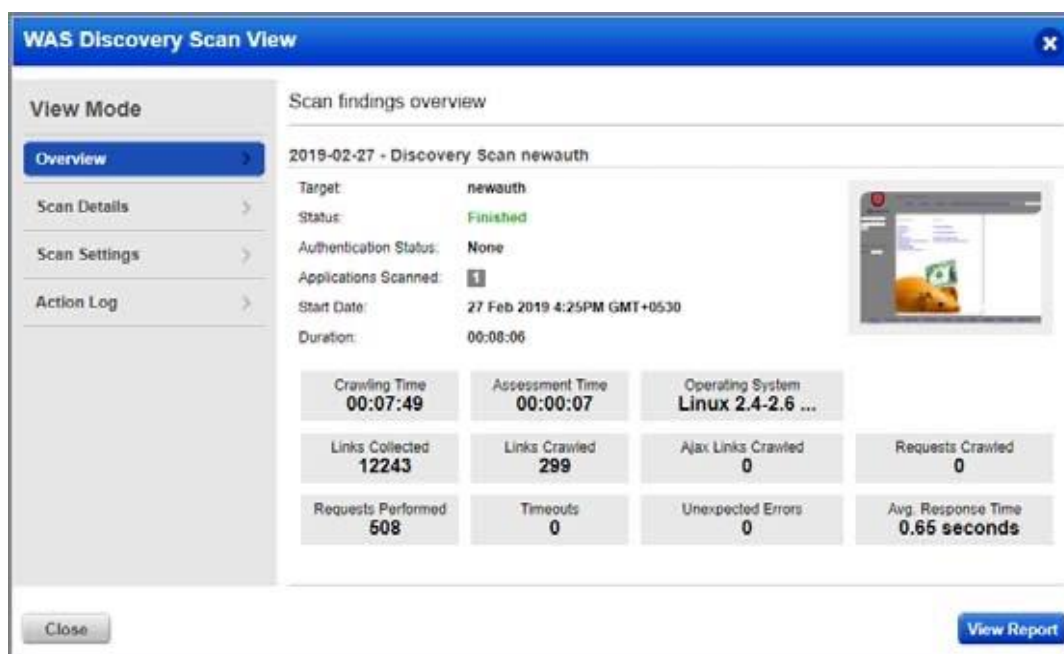 WAS Discovery Scan View
View Mode
Overview
Scan Details
Scan Settings
Action Log
Scan findings overview
2019-02-27 - Discovery Scan newauth
Target: newauth
Status: Finished
Authentication Status: None
Applications Scanned: 1
Start Date: 27 Feb 2019 4:25PM GMT+0530
Duration: 00:08:06
Crawling Time
00:07:49
Assessment Time
00:00:07
Operating System
Linux 2.4-2.6 ...
Links Collected
12243
Links Crawled
299
Ajax Links Crawled
0
Requests Crawled
0
Requests Performed
508
Timeouts
0
Unexpected Errors
0
Avg. Response Time
0.65 seconds
Close
View Report